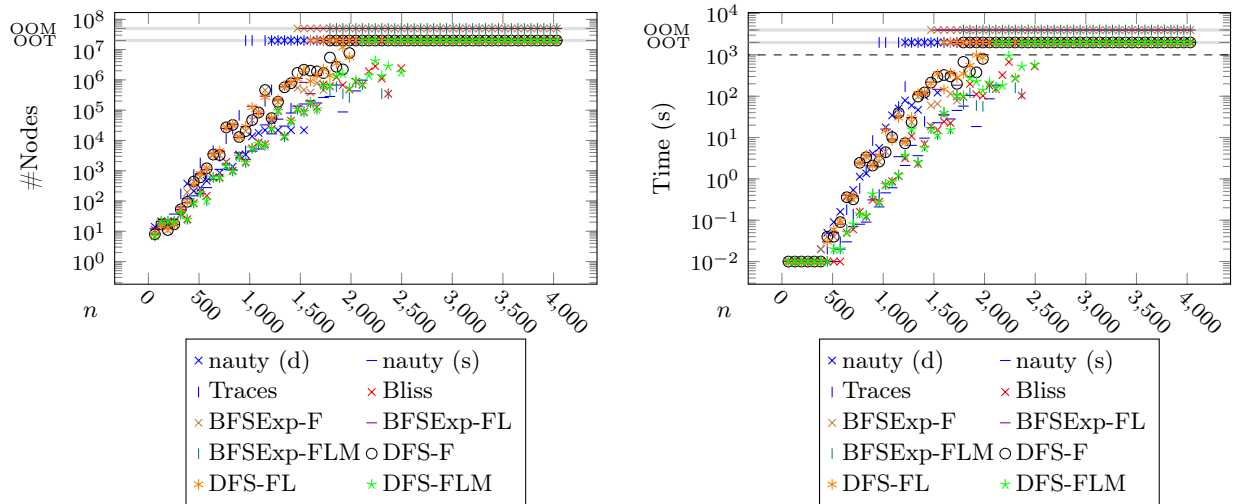 OOM
OOT
10^8
10^7
10^6
10^5
10^4
10^3
10^2
10^1
10^0
#Nodes
n
0
500
1,000
1,500
2,000
2,500
3,000
3,500
4,000
nauty (d)
nauty (s)
Traces
Bliss
BFSExp-F
BFSExp-FL
BFSExp-FLM
DFS-F
DFS-FL
DFS-FLM
OOM
OOT
10^4
10^3
10^2
10^1
10^0
10^−1
10^−2
Time (s)
n
0
500
1,000
1,500
2,000
2,500
3,000
3,500
4,000
nauty (d)
nauty (s)
Traces
Bliss
BFSExp-F
BFSExp-FL
BFSExp-FLM
DFS-F
DFS-FL
DFS-FLM